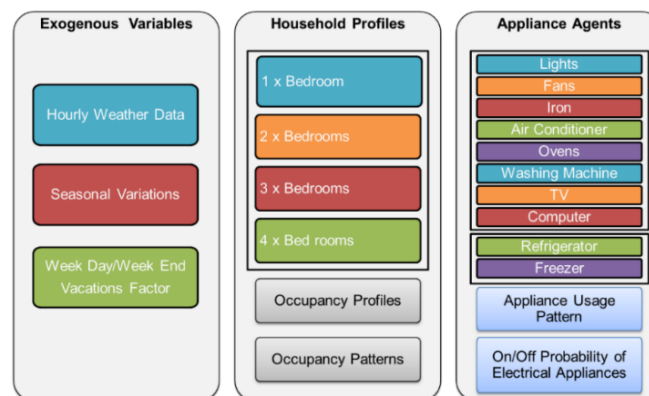 Exogenous Variables
Hourly Weather Data
Seasonal Variations
Week Day/Week End
Vacations Factor
Household Profiles
1 x Bedroom
2 x Bedrooms
3 x Bedrooms
4 x Bed rooms
Occupancy Profiles
Occupancy Patterns
Appliance Agents
Lights
Fans
Iron
Air Conditioner
Ovens
Washing Machine
TV
Computer
Refrigerator
Freezer
Appliance Usage
Pattern
On/Off Probability of
Electrical Appliances